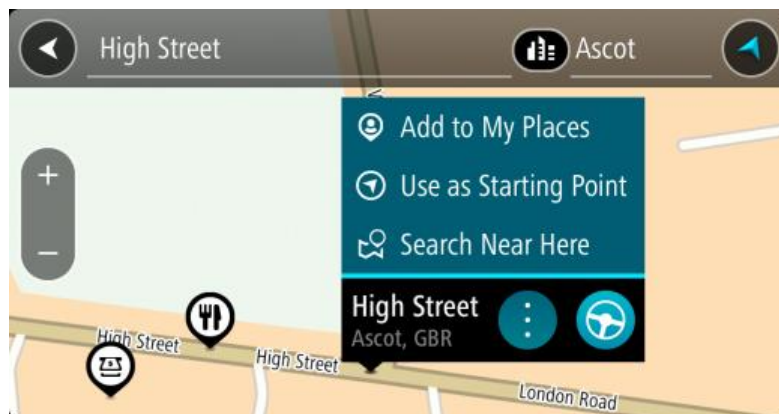 High Street
Ascot
Add to My Places
Use as Starting Point
Search Near Here
High Street
Ascot, GBR
High Street
High Street
London Road